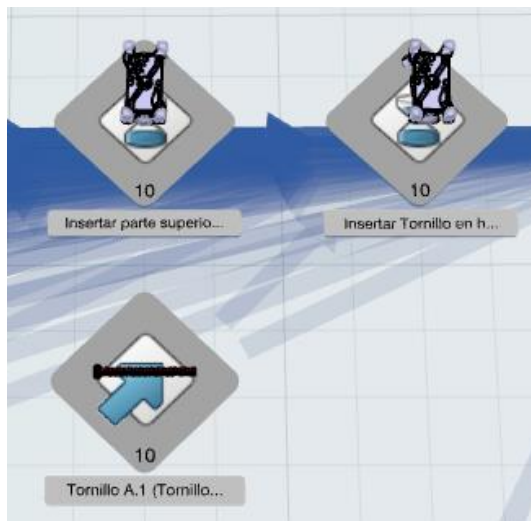 10
Insertar parte superio...
10
Insertar Tornillo en h...
10
Tornillo A.1 (Tornillo...